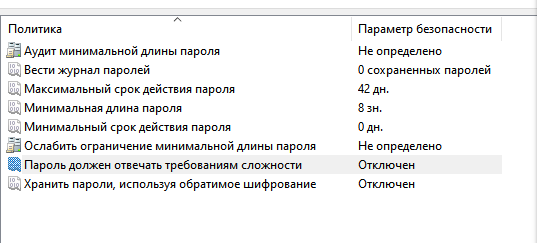 Политика Параметр безопасности
Аудит минимальной длины пароля Не определено
Вести журнал паролей 0 сохраненных паролей
Максимальный срок действия пароля 42 дн.
Минимальная длина пароля 8 зн.
Минимальный срок действия пароля 0 дн.
Ослабить ограничение минимальной длины пароля Не определено
Пароль должен отвечать требованиям сложности Отключен
Хранить пароли, используя обратимое шифрование Отключен